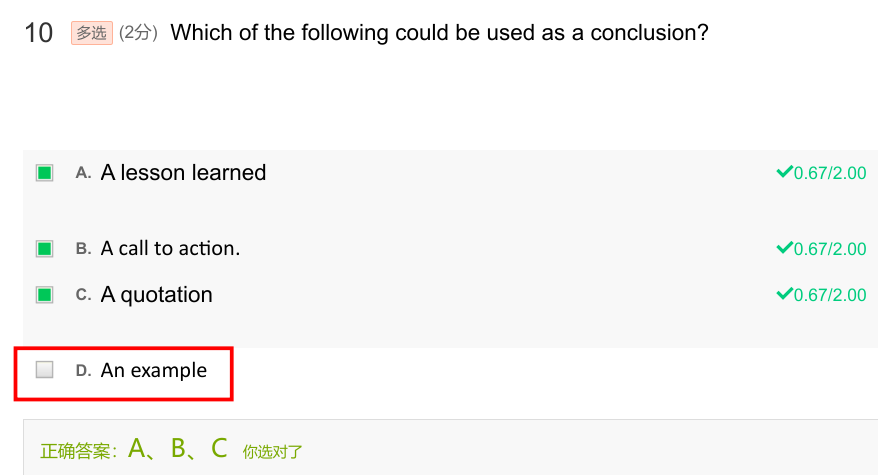 10 多选 (2分) Which of the following could be used as a conclusion?
A. A lesson learned 0.67/2.00
B. A call to action. 0.67/2.00
C. A quotation 0.67/2.00
D. An example
正确答案：A、B、C 你选对了